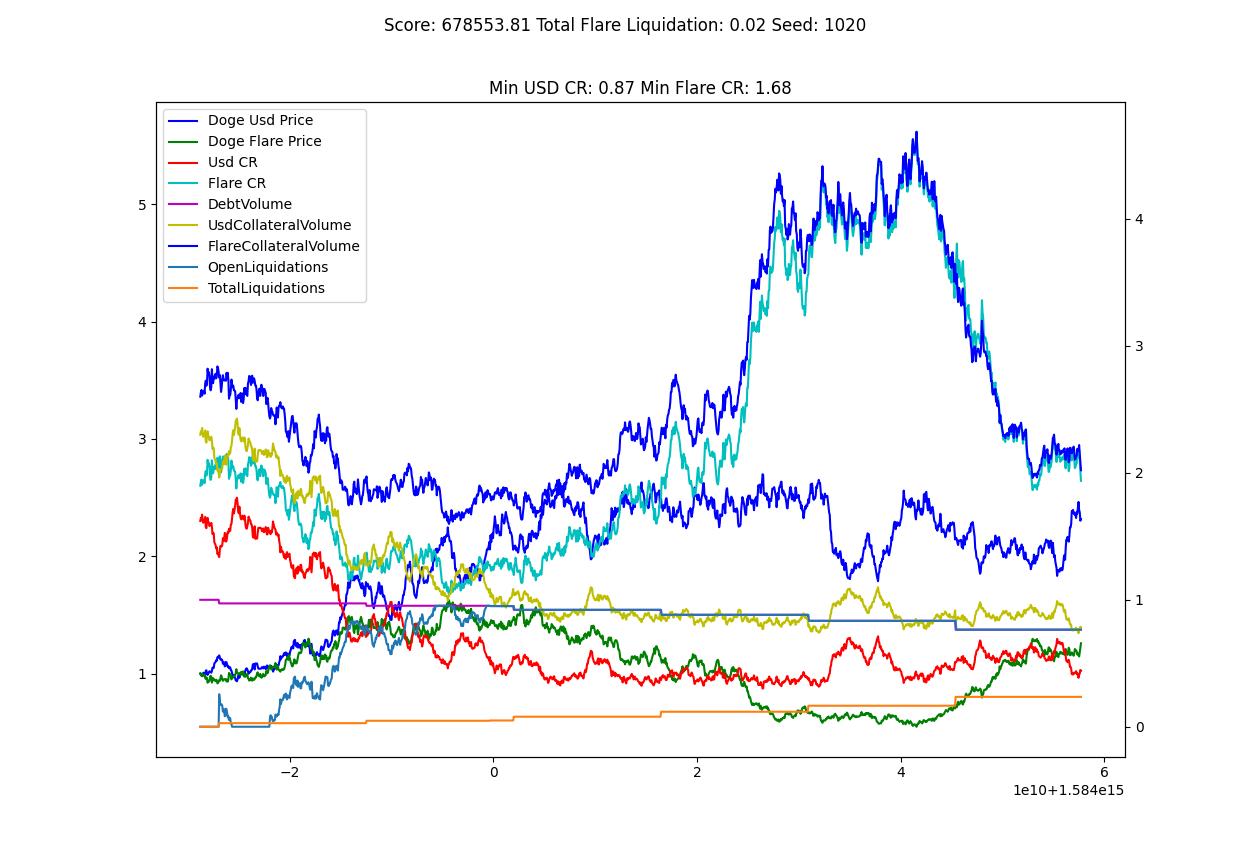 Score: 678553.81 Total Flare Liquidation: 0.02 Seed: 1020
Min USD CR: 0.87 Min Flare CR: 1.68
Doge Usd Price
Doge Flare Price
Usd CR
Flare CR
DebtVolume
UsdCollateralVolume
FlareCollateralVolume
OpenLiquidations
TotalLiquidations
5
4
3
2
1
4
3
2
1
0
−2
0
2
4
6
1e10+1.584e15